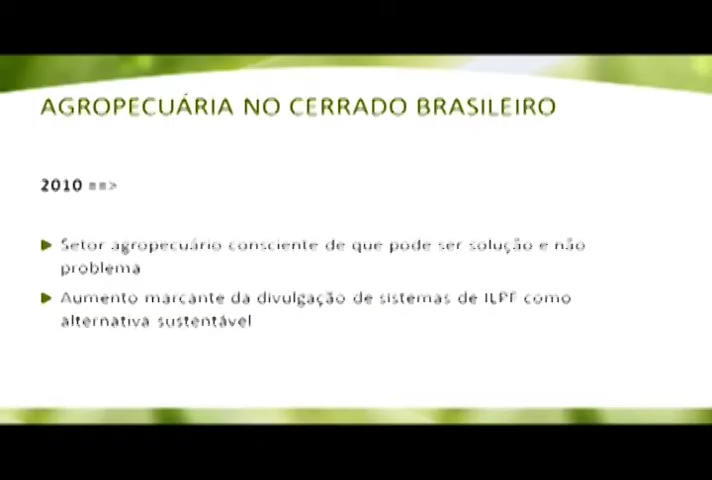 AGROPECUÁRIA NO CERRADO BRASILEIRO
2010 ==>
Setor agropecuário consciente de que pode ser solução e não
problema
Aumento marcante da divulgação de sistemas de ILPF como
alternativa sustentável